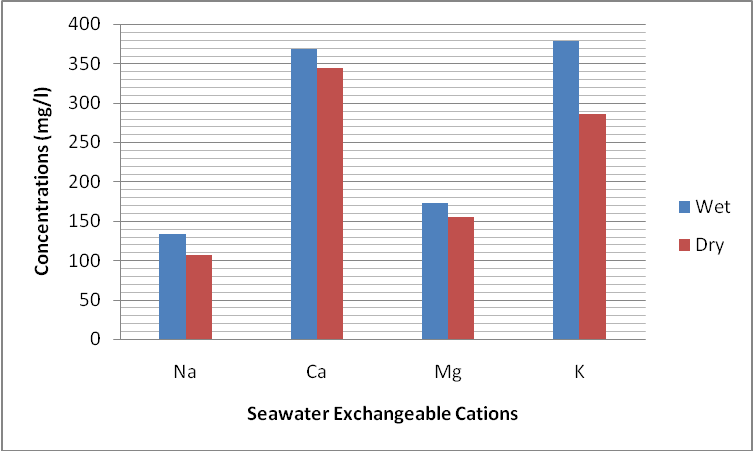 400
350
300
250
200
150
100
50
0
Concentrations (mg/l)
Na Ca Mg K
Seawater Exchangeable Cations
Wet
Dry